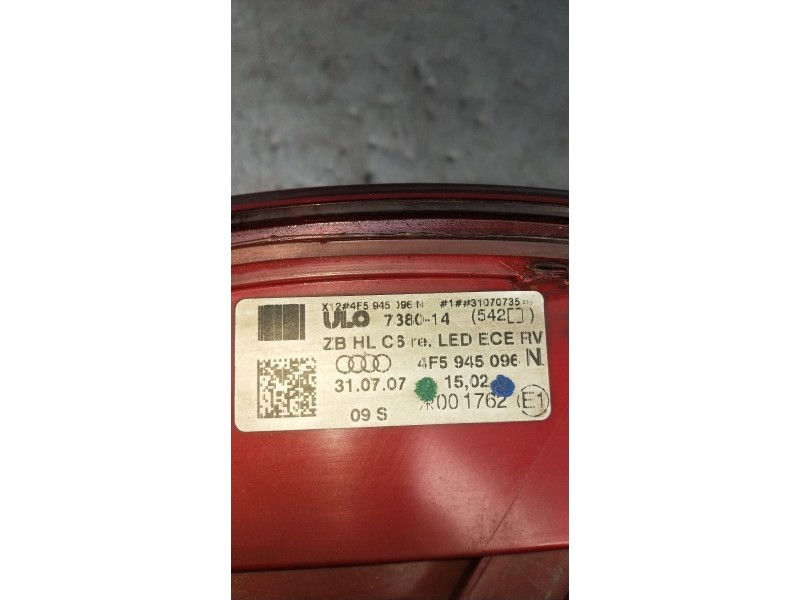 X12#4F5 945 096 N #1##31070735
ULO 7380-14 (542
ZB HL C6 re. LED ECE RV
4F5 945 096 N
31.07.07 15,02
09 S 001762 E1